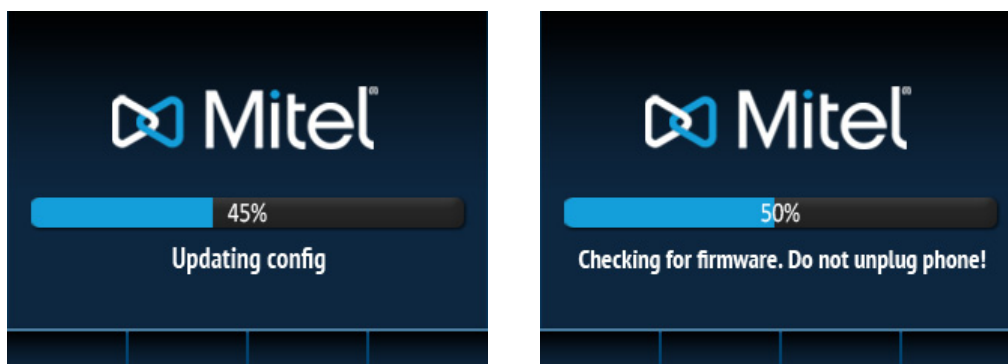 Mitel
45%
Updating config
Mitel
50%
Checking for firmware. Do not unplug phone!